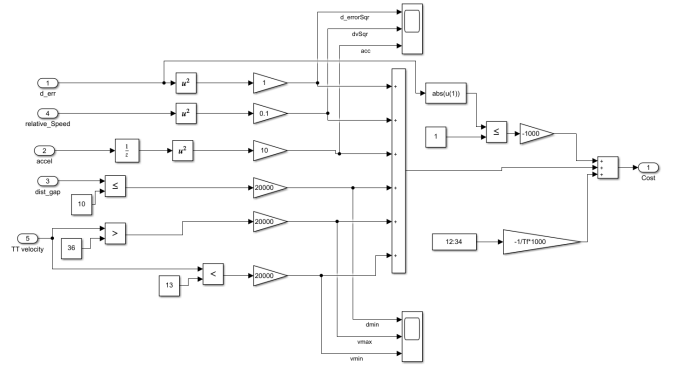 d_errorSqr
dvSqr
acc
1
d_err
u²
1
abs(u(1))
4
relative_Speed
u²
0.1
1
≤
-1000
2
accel
1/z
u²
10
1
Cost
3
dist_gap
10
≤
20000
5
TT velocity
36
>
20000
12:34
-1/Tf*1000
13
<
20000
dmin
vmax
vmin
+
+
+
+
+
+
+
+
+